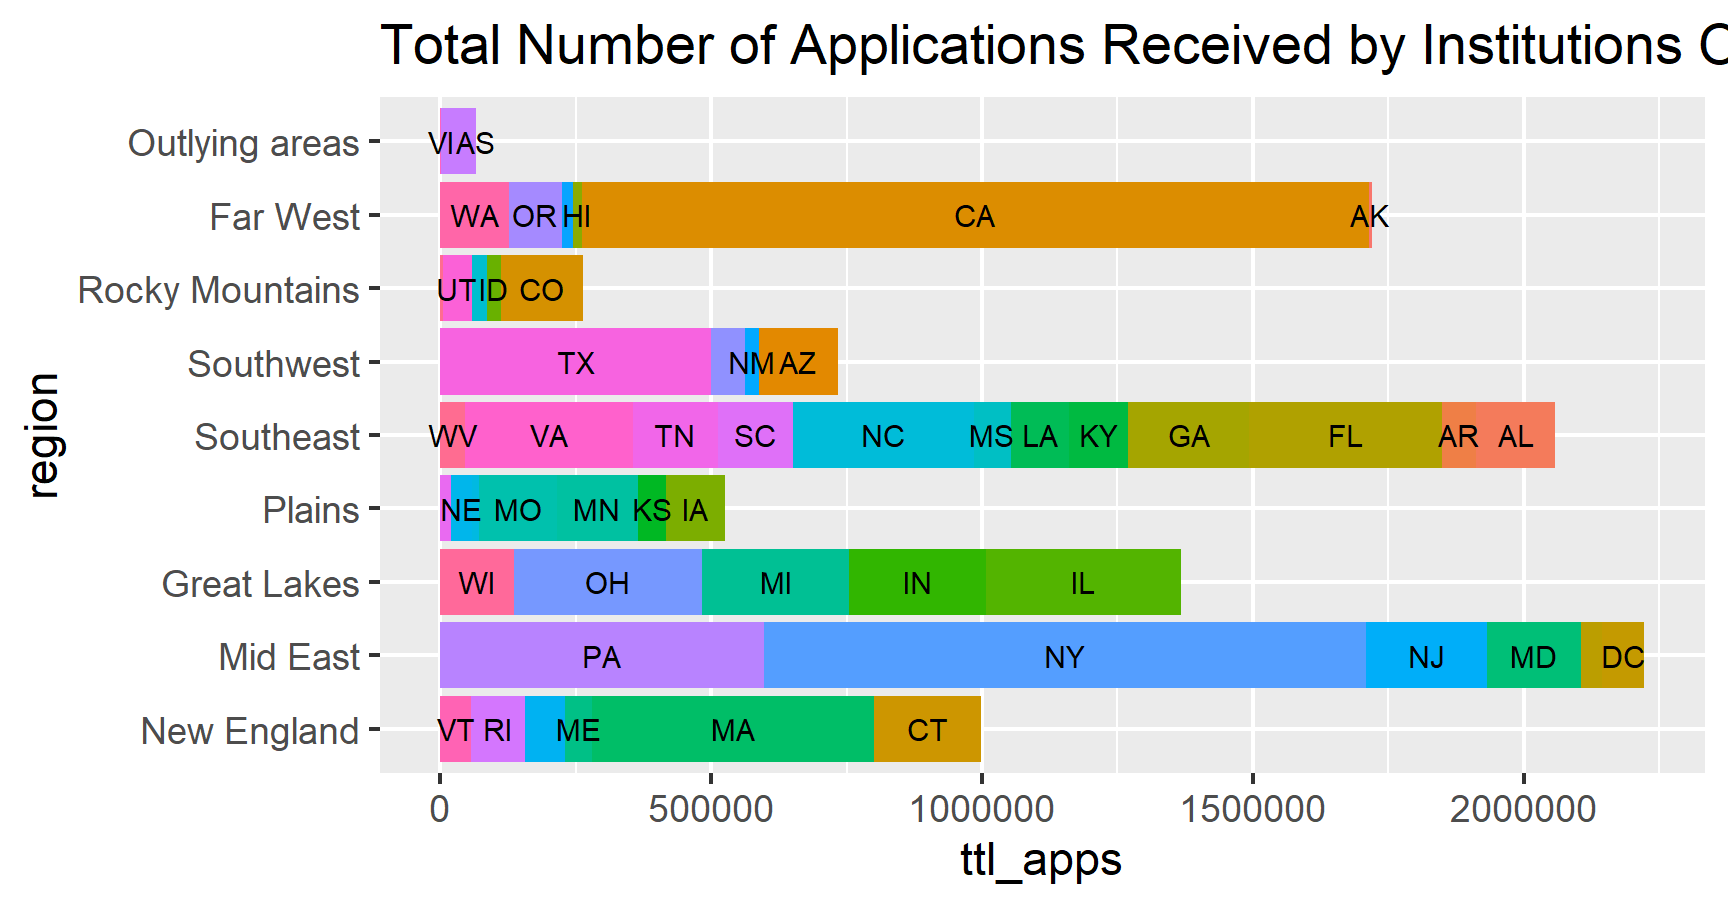 Total Number of Applications Received by Institutions
Outlying areas VI AS
Far West WA OR HI CA AK
Rocky Mountains UT ID CO
Southwest TX NM AZ
Southeast WV VA TN SC NC MS LA KY GA FL AR AL
Plains NE MO MN KS IA
Great Lakes WI OH MI IN IL
Mid East PA NY NJ MD DC
New England VT RI ME MA CT
region
0 500000 1000000 1500000 2000000
ttl_apps